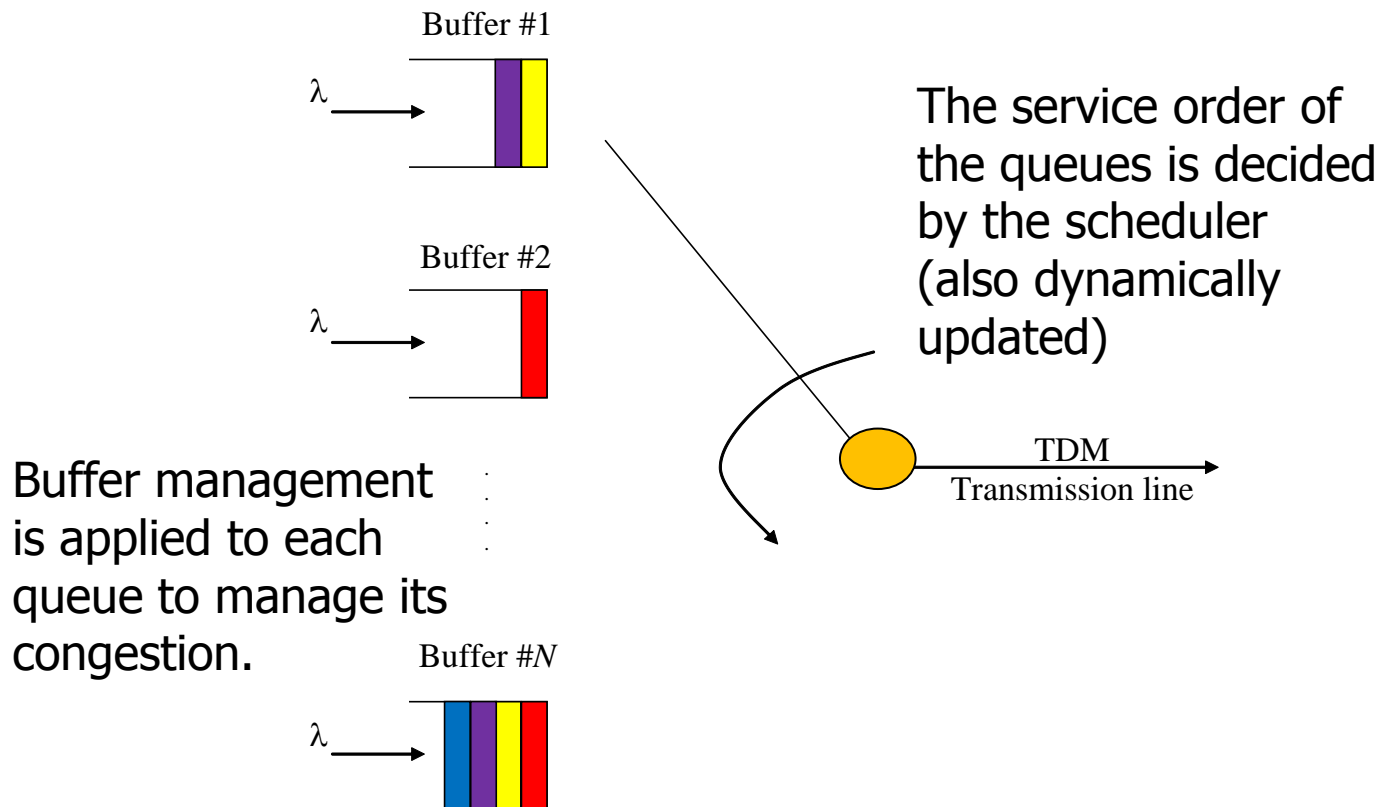 Buffer #1
λ
The service order of
the queues is decided
by the scheduler
(also dynamically
updated)
Buffer #2
λ
TDM
Transmission line
Buffer management
is applied to each
queue to manage its
congestion.
Buffer #N
λ